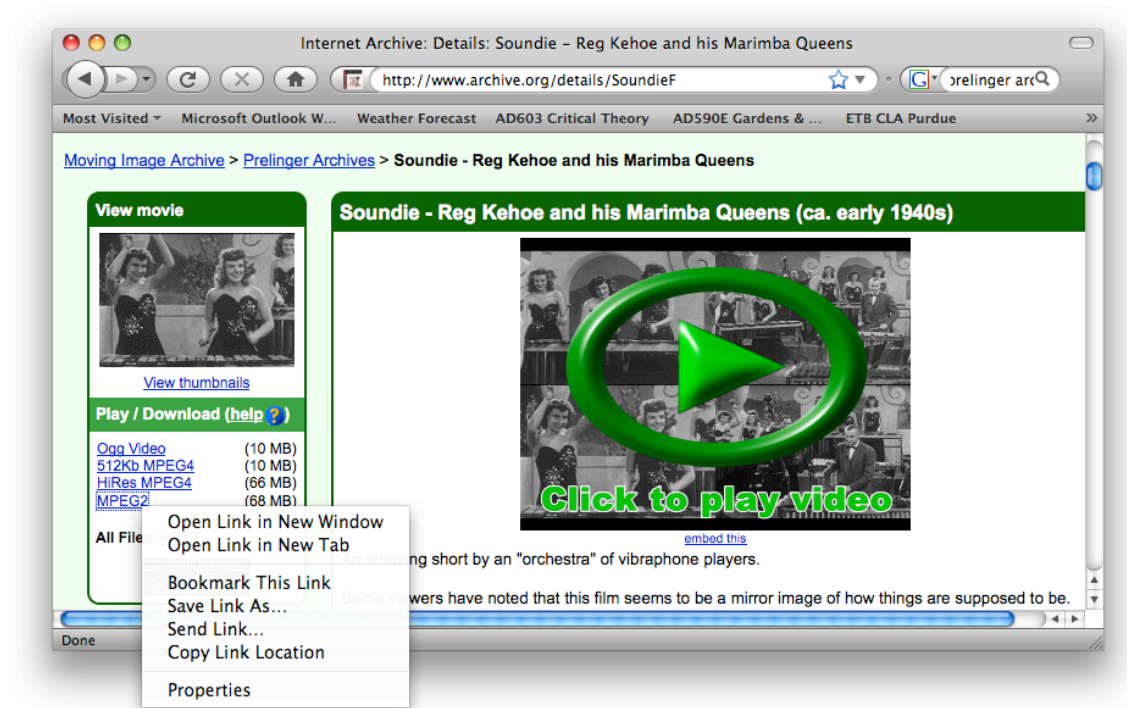 Internet Archive: Details: Soundie – Reg Kehoe and his Marimba Queens
http://www.archive.org/details/SoundieF
G
prelinger arc
Most Visited
Microsoft Outlook W...
Weather Forecast
AD603 Critical Theory
AD590E Gardens & ...
ETB CLA Purdue
»
Moving Image Archive > Prelinger Archives > Soundie - Reg Kehoe and his Marimba Queens
View movie
View thumbnails
Play / Download (help ?)
Ogg Video (10 MB)
512Kb MPEG4 (10 MB)
HiRes MPEG4 (66 MB)
MPEG2 (68 MB)
All Files:
Open Link in New Window
Open Link in New Tab
Bookmark This Link
Save Link As...
Send Link...
Copy Link Location
Properties
Soundie - Reg Kehoe and his Marimba Queens (ca. early 1940s)
Click to play video
embed this
An amazing short by an "orchestra" of vibraphone players.
Some viewers have noted that this film seems to be a mirror image of how things are supposed to be.
Done